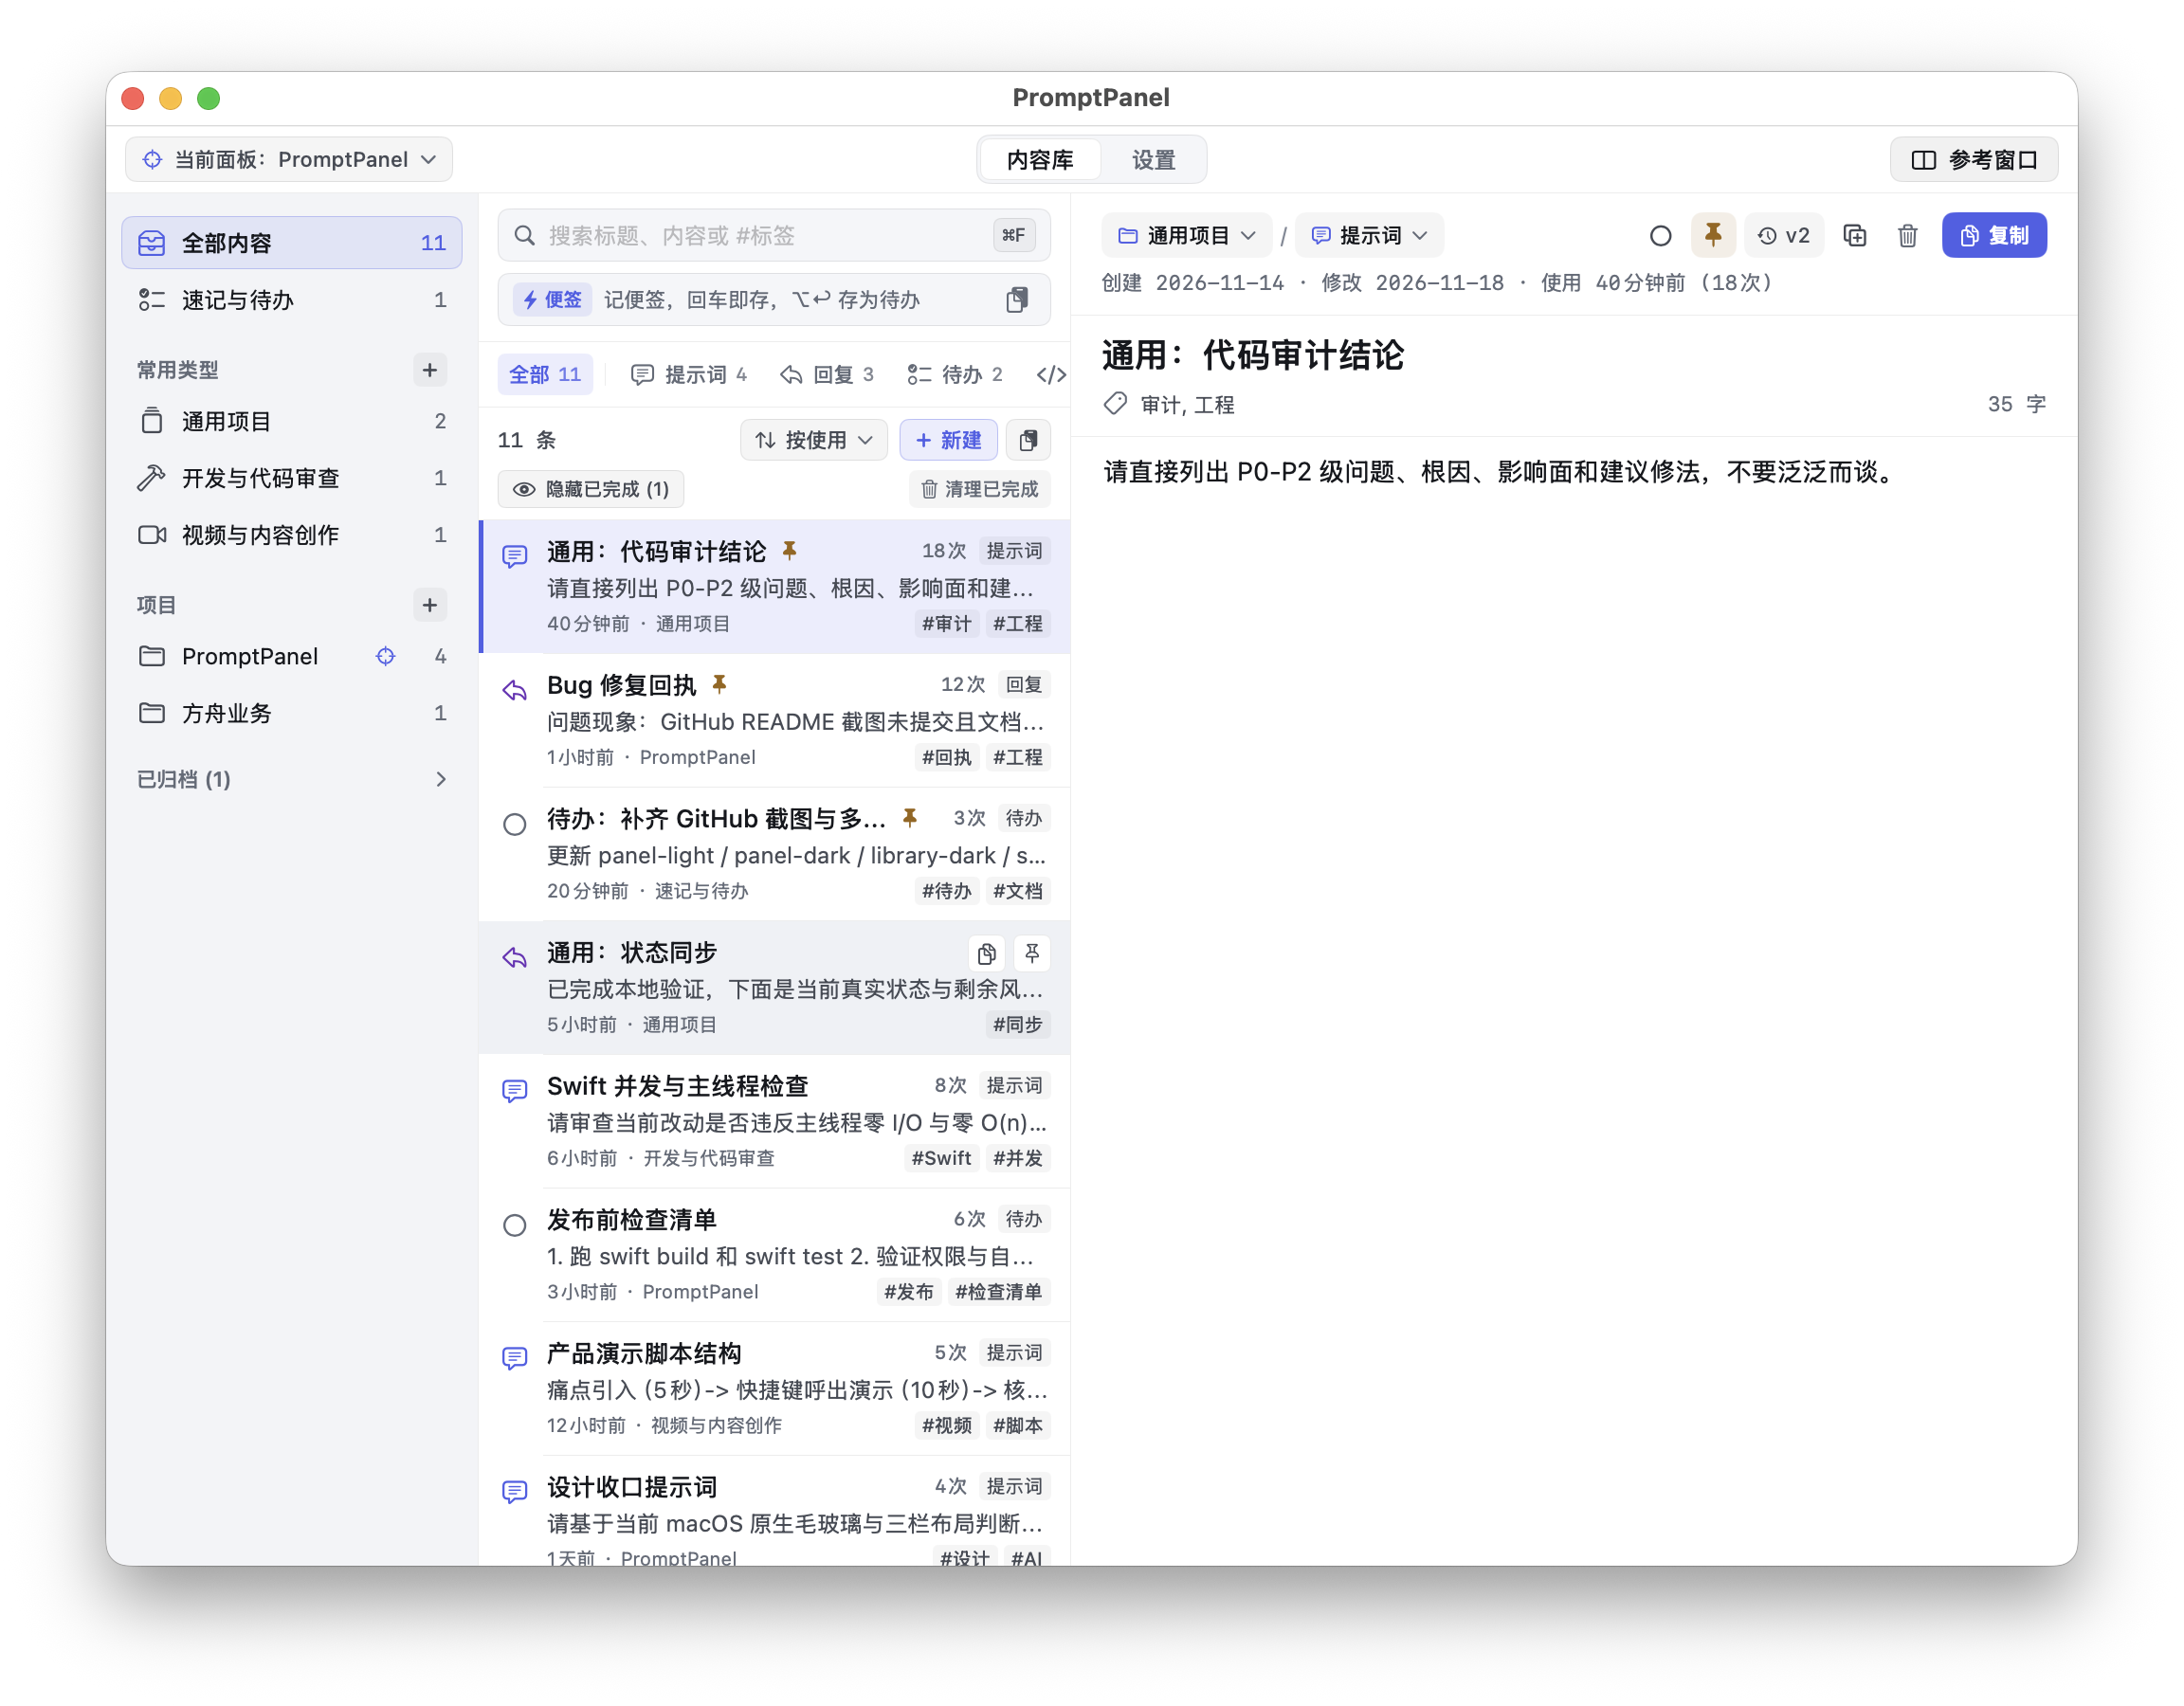 PromptPanel
当前面板：PromptPanel
内容库 设置
参考窗口
全部内容 11
速记与待办 1
常用类型
通用项目 2
开发与代码审查 1
视频与内容创作 1
项目
PromptPanel 4
方舟业务 1
已归档 (1)
搜索标题、内容或 #标签 ⌘F
便签 记便签，回车即存，⌥↩ 存为待办
全部 11 提示词 4 回复 3 待办 2 </>
11 条 按使用 + 新建
隐藏已完成 (1) 清理已完成
通用：代码审计结论 18次 提示词
请直接列出 P0-P2 级问题、根因、影响面和建…
40分钟前 · 通用项目 #审计 #工程
Bug 修复回执 12次 回复
问题现象：GitHub README 截图未提交且文档…
1小时前 · PromptPanel #回执 #工程
待办：补齐 GitHub 截图与多… 3次 待办
更新 panel-light / panel-dark / library-dark / s…
20分钟前 · 速记与待办 #待办 #文档
通用：状态同步
已完成本地验证，下面是当前真实状态与剩余风…
5小时前 · 通用项目 #同步
Swift 并发与主线程检查 8次 提示词
请审查当前改动是否违反主线程零 I/O 与零 O(n)…
6小时前 · 开发与代码审查 #Swift #并发
发布前检查清单 6次 待办
1. 跑 swift build 和 swift test 2. 验证权限与自…
3小时前 · PromptPanel #发布 #检查清单
产品演示脚本结构 5次 提示词
痛点引入 (5秒)-> 快捷键呼出演示 (10秒)-> 核…
12小时前 · 视频与内容创作 #视频 #脚本
设计收口提示词 4次 提示词
请基于当前 macOS 原生毛玻璃与三栏布局判断…
1天前 · PromptPanel #设计 #AI
通用项目 / 提示词 v2 复制
创建 2026-11-14 · 修改 2026-11-18 · 使用 40分钟前 (18次)
通用：代码审计结论
审计, 工程 35 字
请直接列出 P0-P2 级问题、根因、影响面和建议修法，不要泛泛而谈。